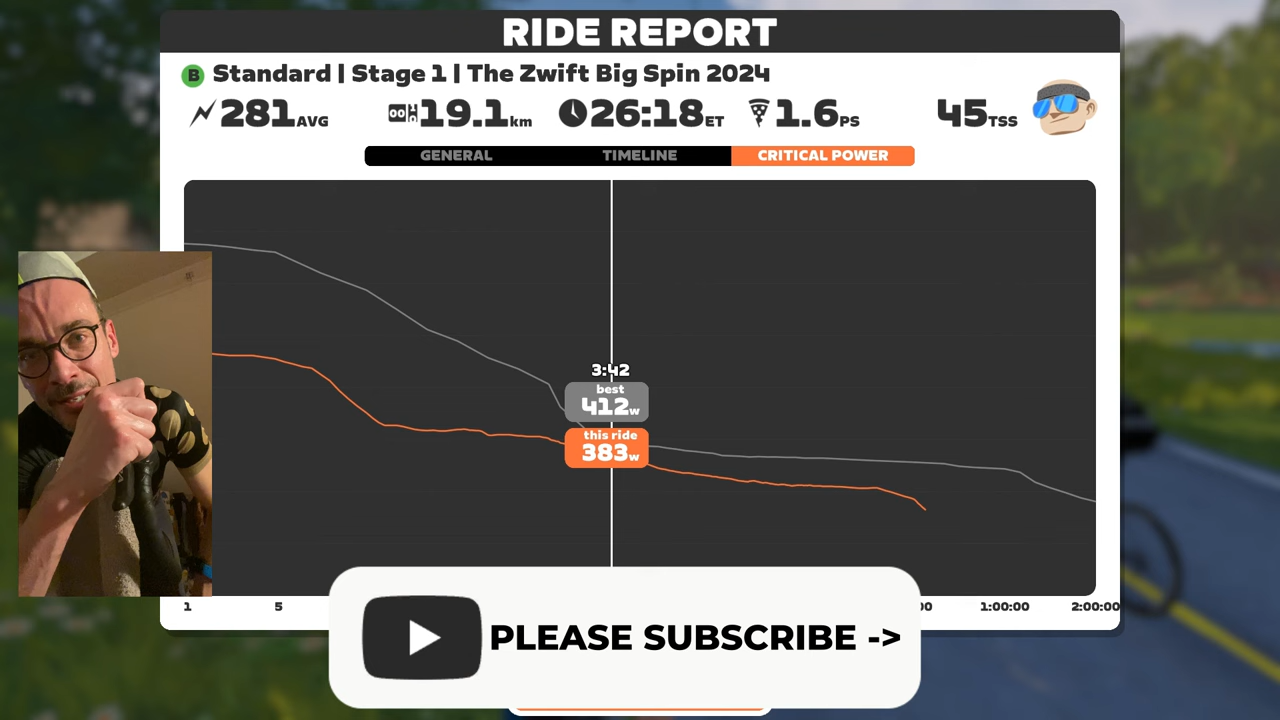 RIDE REPORT
B Standard | Stage 1 | The Zwift Big Spin 2024
281AVG 19.1km 26:18ET 1.6PS 45TSS
GENERAL TIMELINE CRITICAL POWER
3:42
best
412w
this ride
383w
1 5 00 1:00:00 2:00:00
PLEASE SUBSCRIBE ->